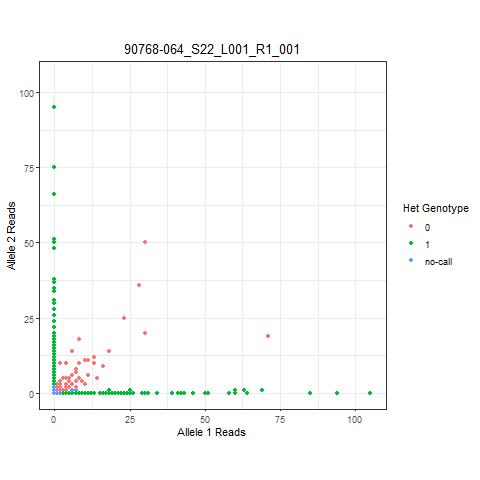 90768-064_S22_L001_R1_001
100
75
50
25
0
Allele 2 Reads
0
25
50
75
100
Allele 1 Reads
Het Genotype
0
1
no-call